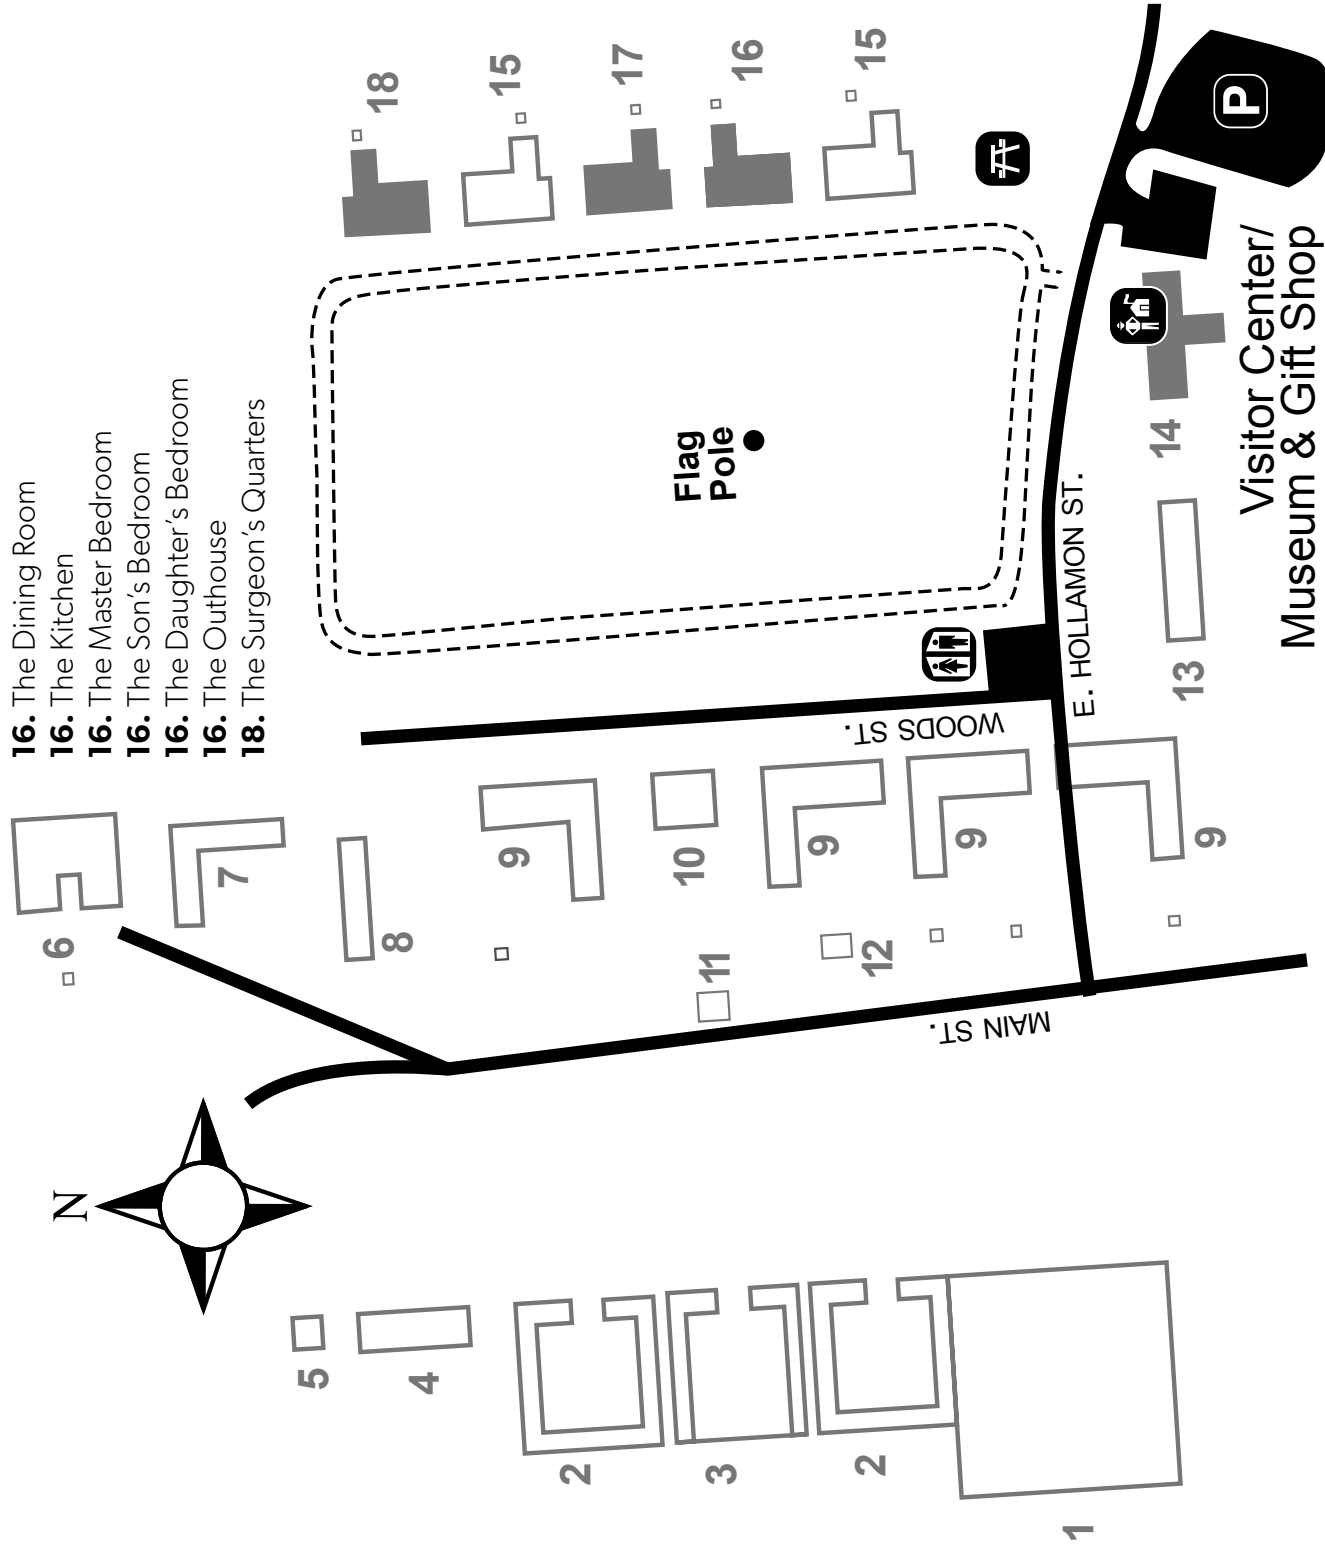 16. The Dining Room
16. The Kitchen
16. The Master Bedroom
16. The Son's Bedroom
16. The Daughter's Bedroom
16. The Outhouse
18. The Surgeon's Quarters
18
15
17
16
15
P
Flag
Pole
E. HOLLAMON ST.
WOODS ST.
MAIN ST.
Visitor Center/
Museum & Gift Shop
14
13
6
7
8
9
10
9
9
9
11
12
N
5
4
2
3
2
1